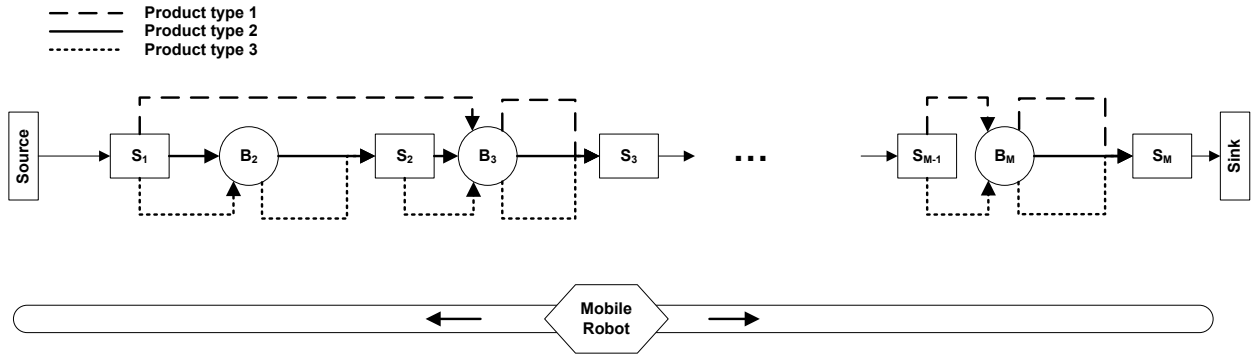 Product type 1
Product type 2
Product type 3
Source
S1
B2
S2
B3
S3
...
SM-1
BM
SM
Sink
Mobile
Robot